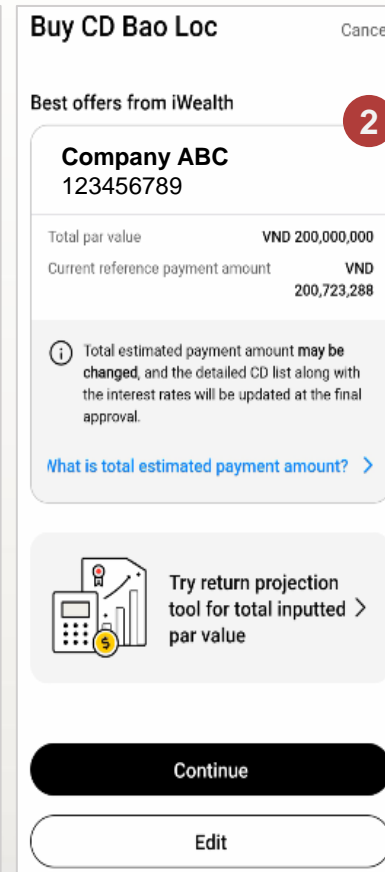 Buy CD Bao Loc
Cance
Best offers from iWealth
2
Company ABC
123456789
Total par value VND 200,000,000
Current reference payment amount VND
200,723,288
Total estimated payment amount may be
changed, and the detailed CD list along with
the interest rates will be updated at the final
approval.
What is total estimated payment amount?
Try return projection
tool for total inputted
par value
Continue
Edit